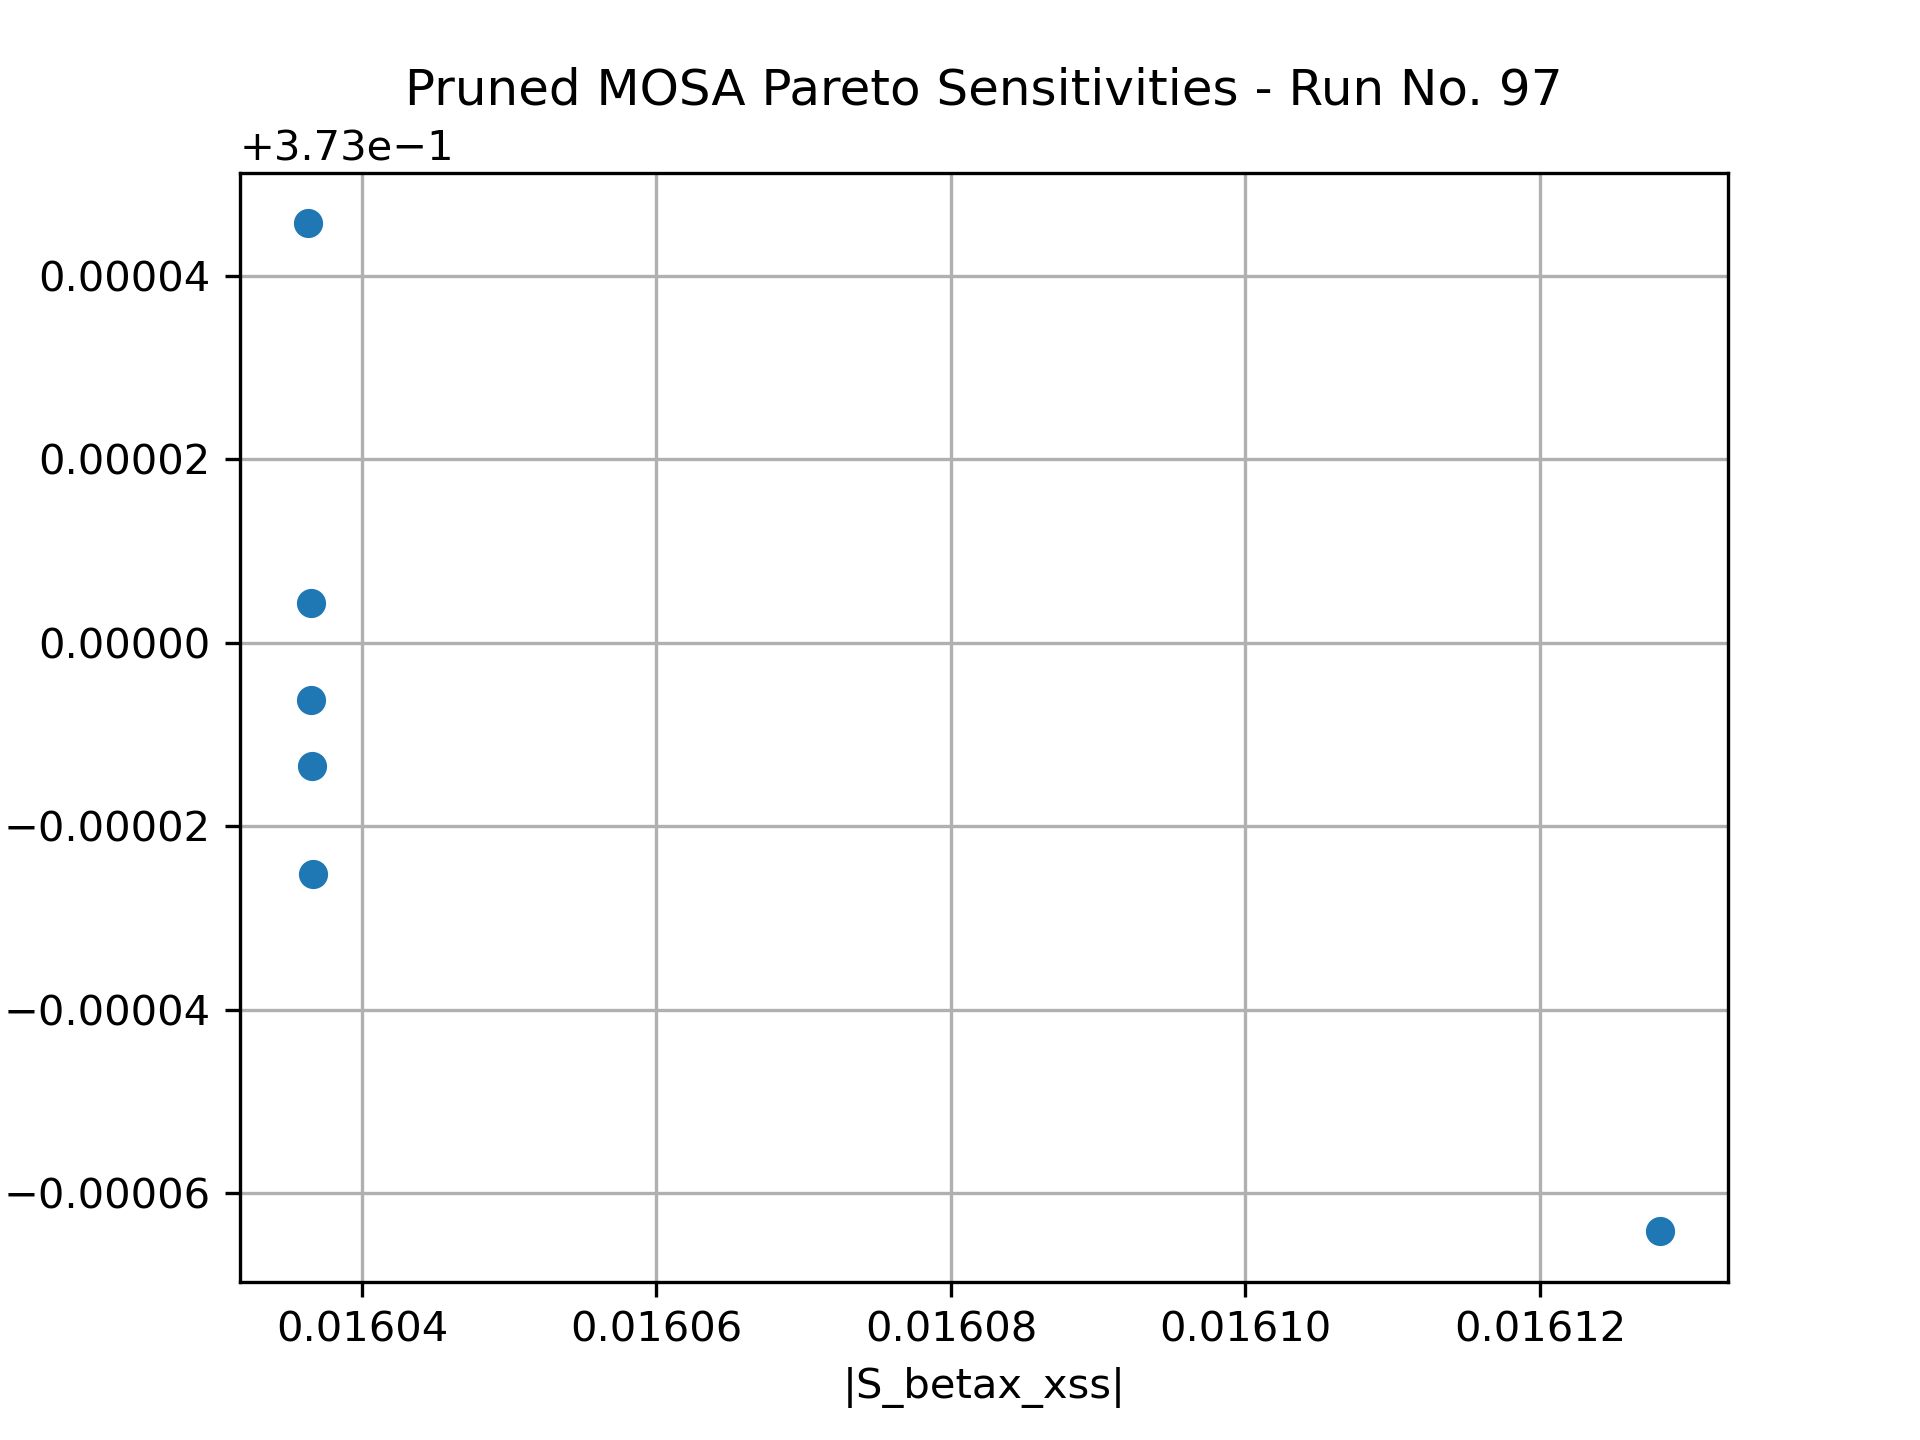 Pruned MOSA Pareto Sensitivities - Run No. 97
+3.73e−1
0.00004
0.00002
0.00000
−0.00002
−0.00004
−0.00006
0.01604 0.01606 0.01608 0.01610 0.01612
|S_betax_xss|